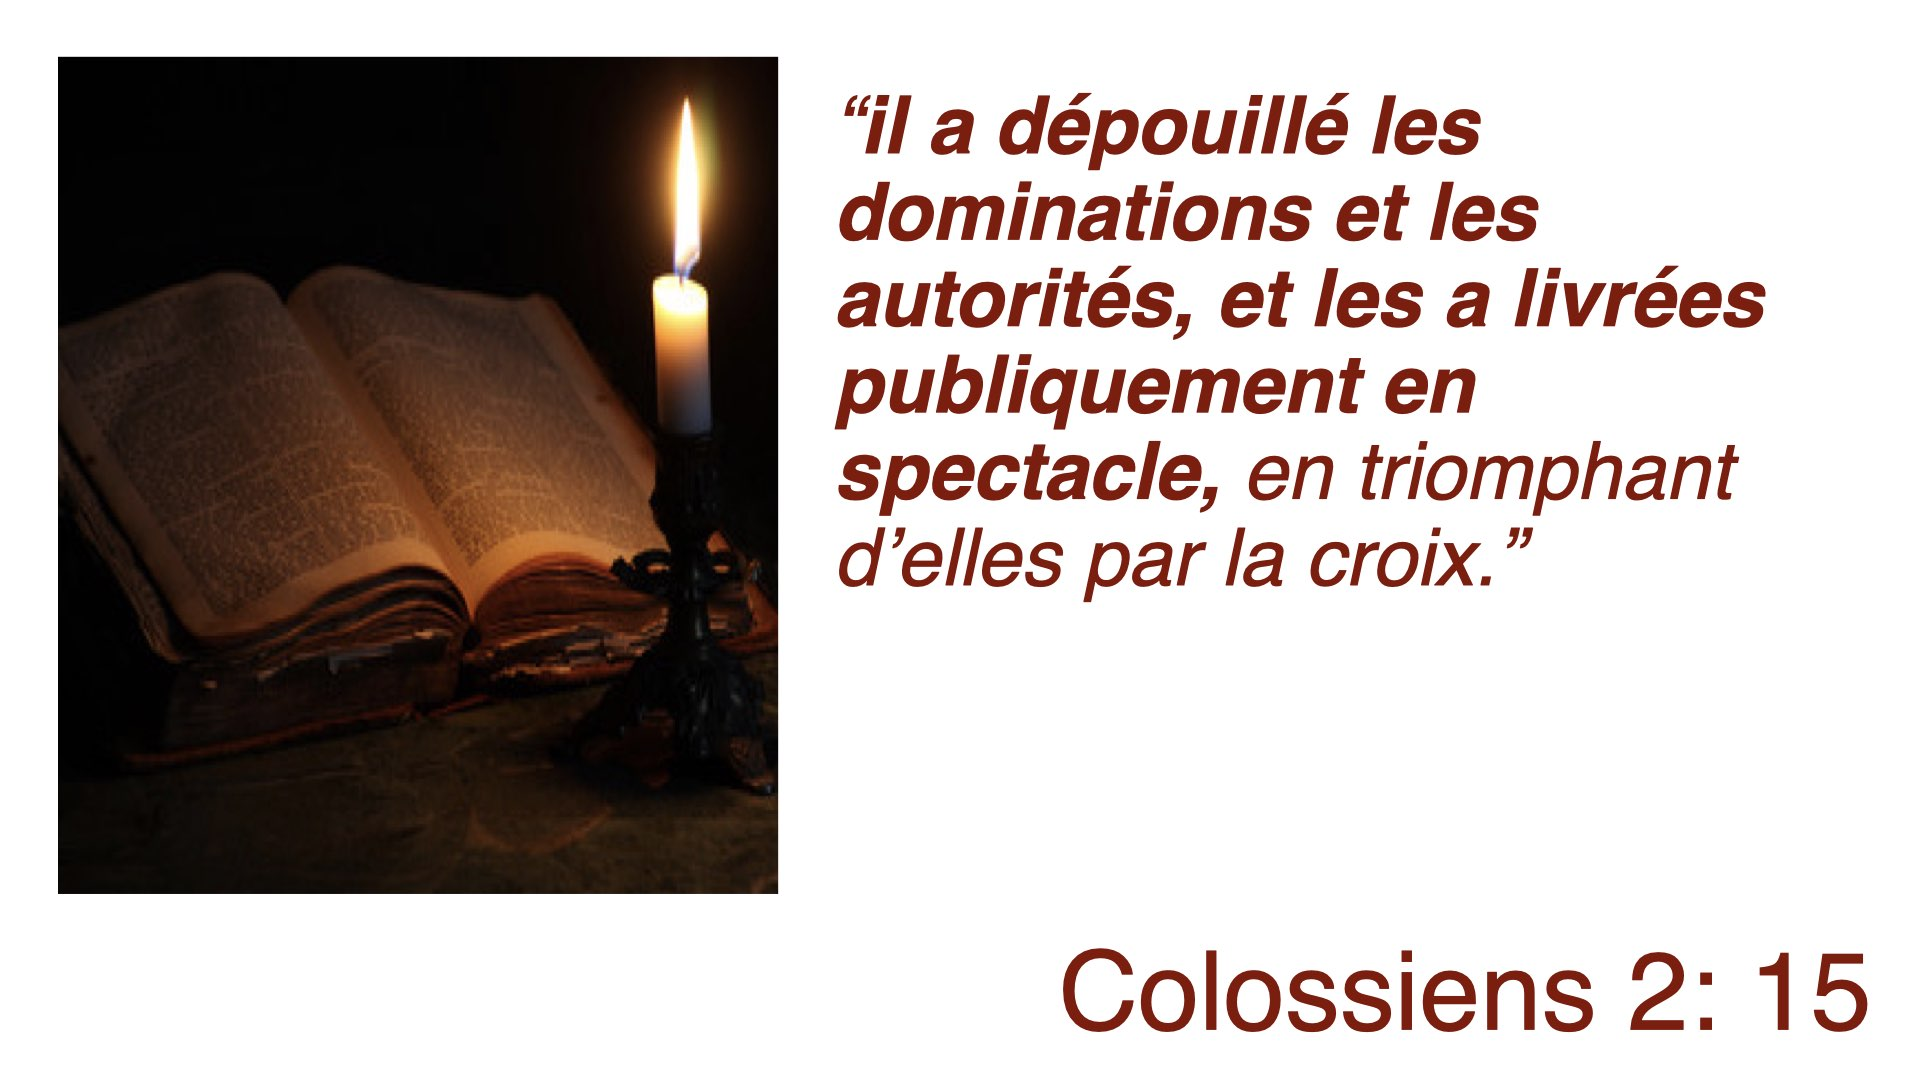 “il a dépouillé les
dominations et les
autorités, et les a livrées
publiquement en
spectacle, en triomphant
d’elles par la croix.”
Colossiens 2: 15